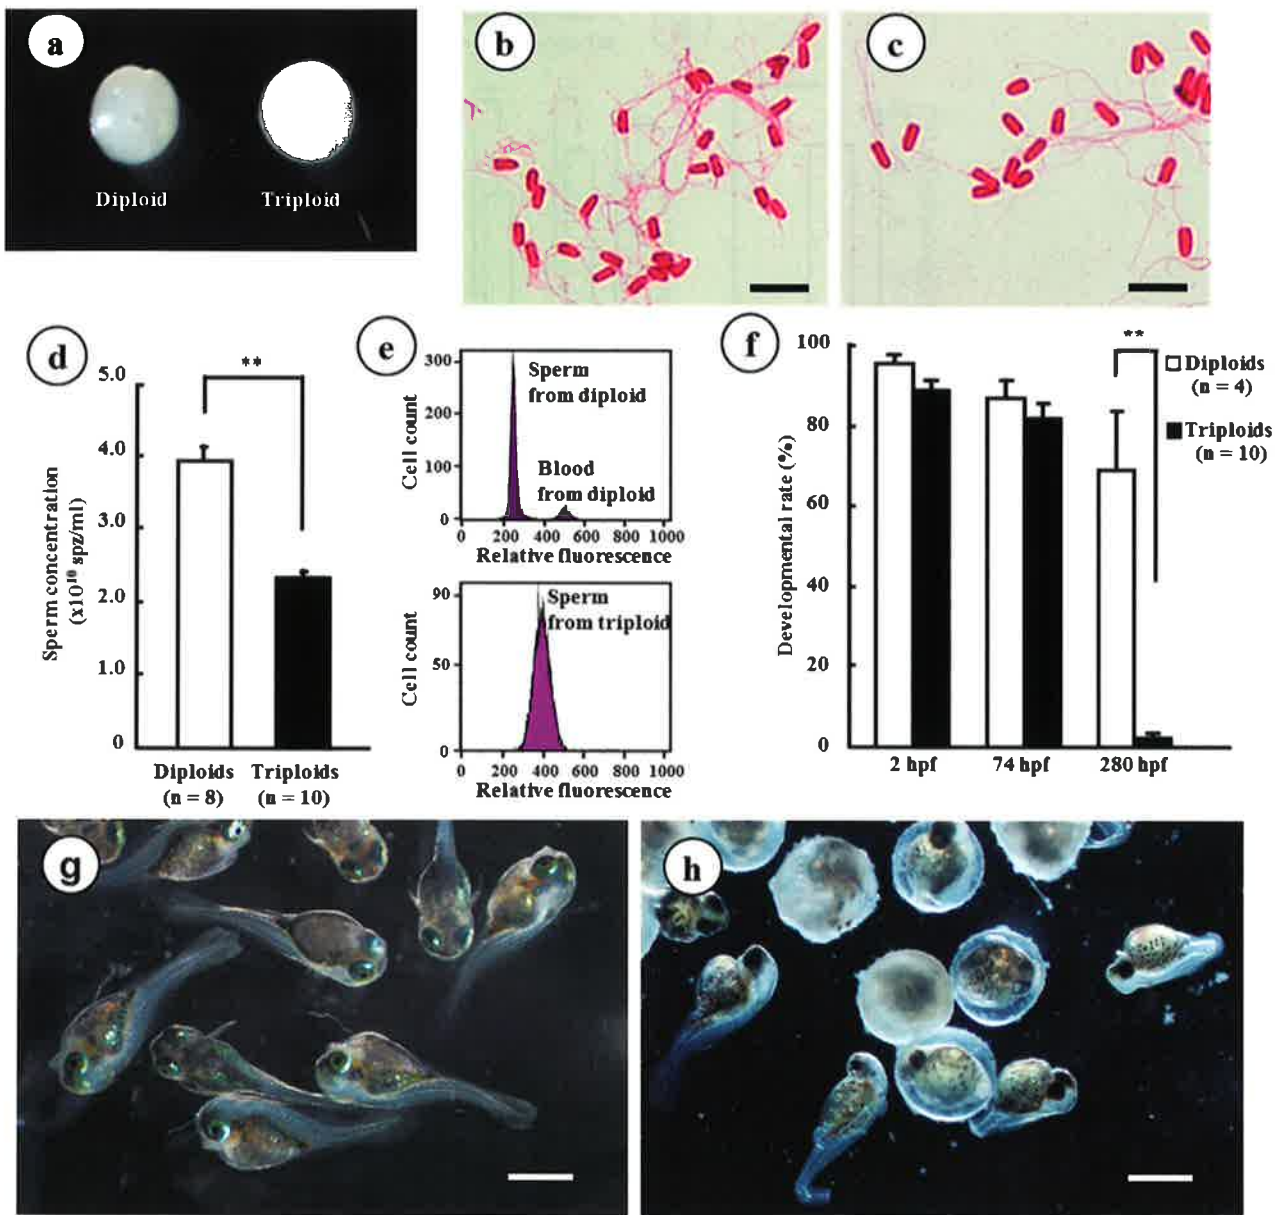 a
Diploid
Triploid
b
c
d
**
5.0
4.0
3.0
2.0
1.0
0
Sperm concentration
(x10¹⁰ spz/ml)
Diploids
(n = 8)
Triploids
(n = 10)
e
300
200
100
0
Cell count
Sperm
from diploid
Blood
from diploid
0 200 400 600 800 1000
Relative fluorescence
90
50
0
Cell count
Sperm
from triploid
0 200 400 600 800 1000
Relative fluorescence
f
100
80
60
40
20
0
Developmental rate (%)
**
Diploids
(n = 4)
Triploids
(n = 10)
2 hpf
74 hpf
280 hpf
g
h